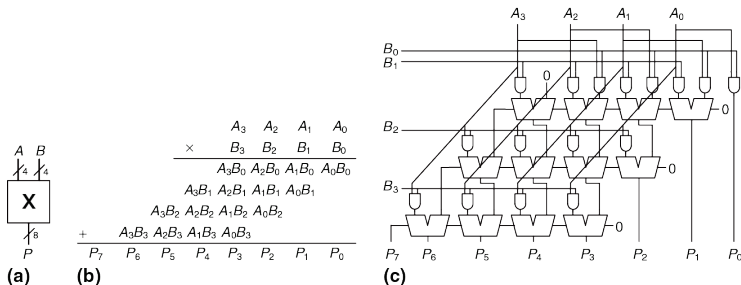 A B
4 4
X
8
P
(a)
A3 A2 A1 A0
× B3 B2 B1 B0
A3B0 A2B0 A1B0 A0B0
A3B1 A2B1 A1B1 A0B1
A3B2 A2B2 A1B2 A0B2
+ A3B3 A2B3 A1B3 A0B3
P7 P6 P5 P4 P3 P2 P1 P0
(b)
A3 A2 A1 A0
B0
B1
0
0
B2
0
B3
0
P7 P6 P5 P4 P3 P2 P1 P0
(c)